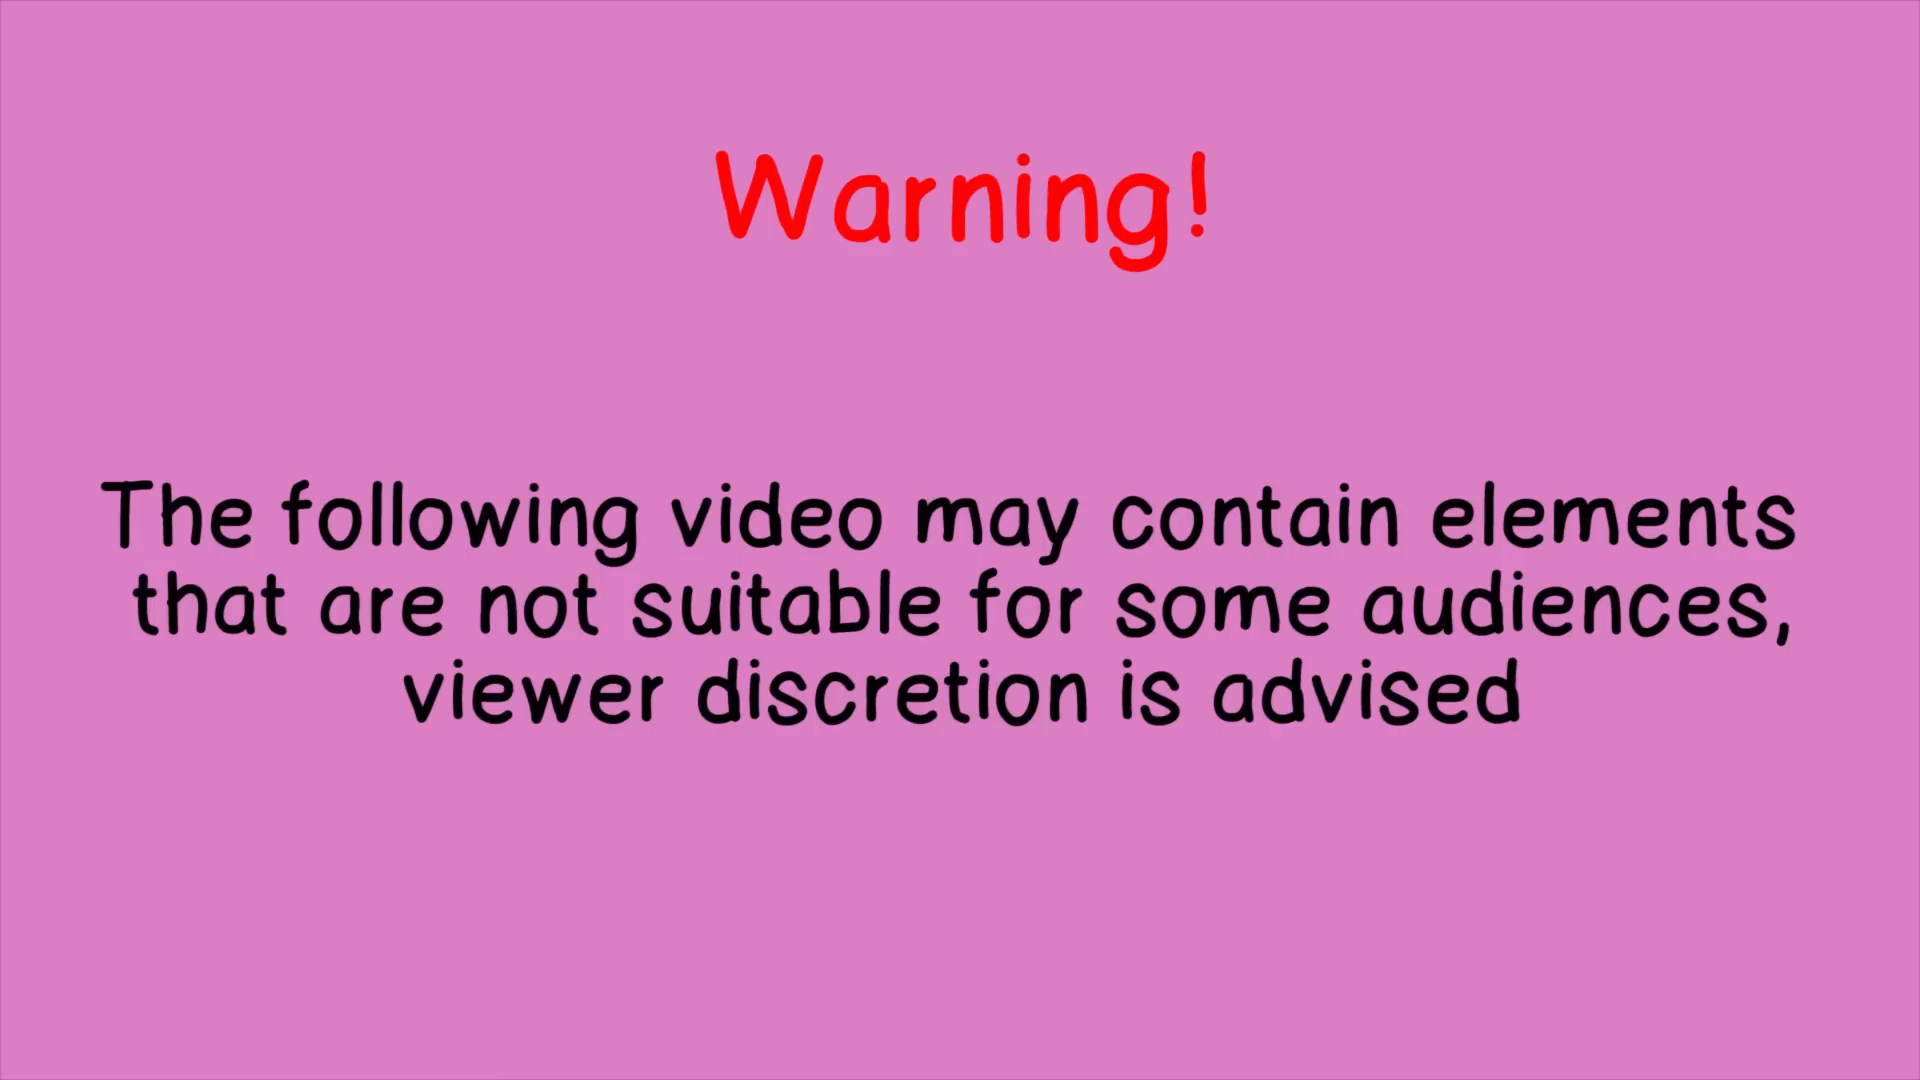 Warning!
The following video may contain elements
that are not suitable for some audiences,
viewer discretion is advised